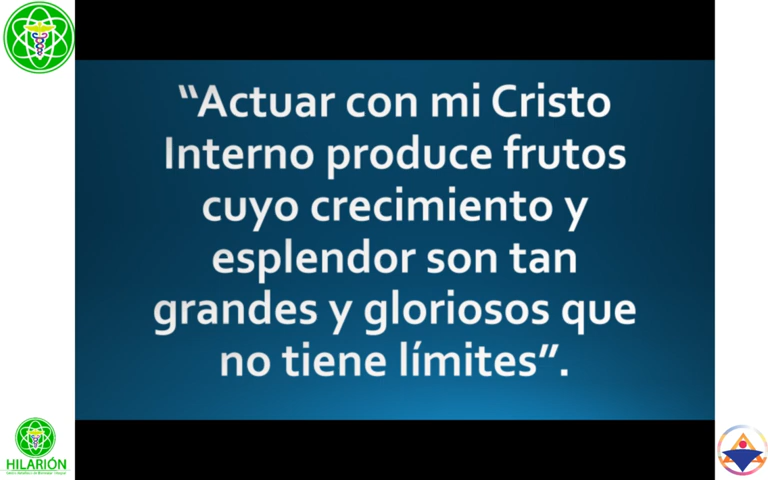 “Actuar con mi Cristo
Interno produce frutos
cuyo crecimiento y
esplendor son tan
grandes y gloriosos que
no tiene límites”.
HILARIÓN